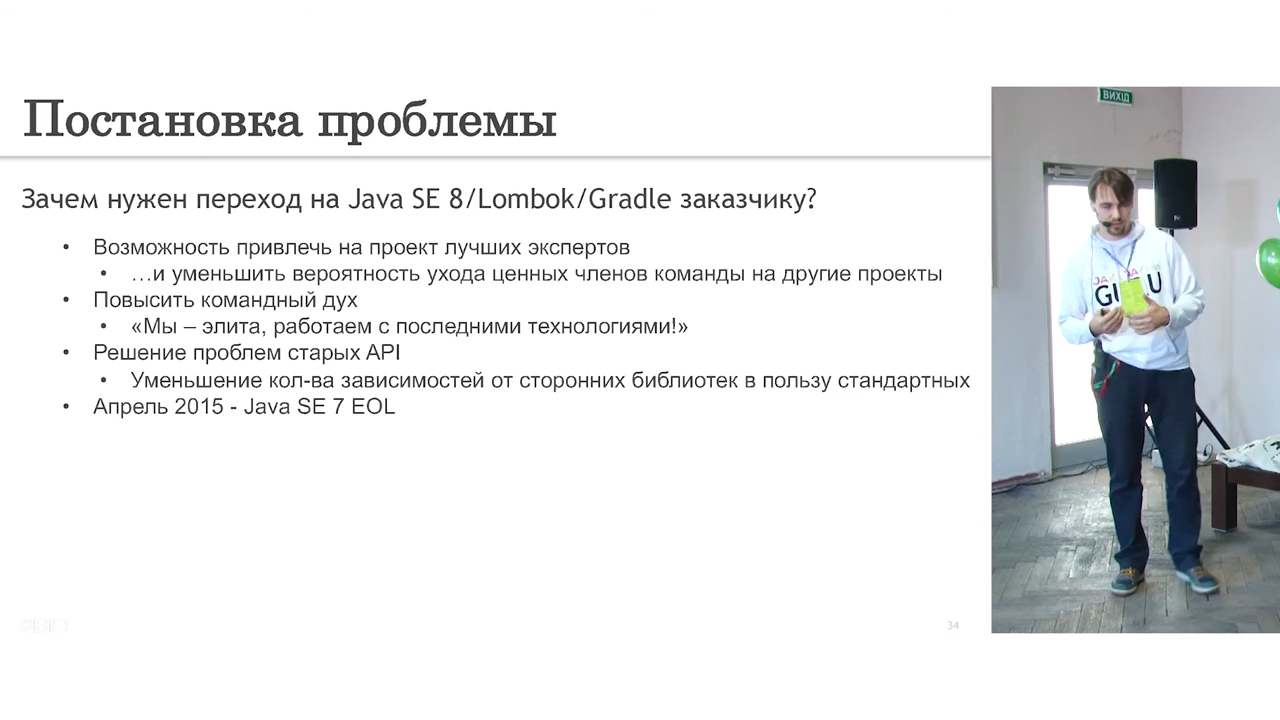 Постановка проблемы
Зачем нужен переход на Java SE 8/Lombok/Gradle заказчику?
• Возможность привлечь на проект лучших экспертов
• …и уменьшить вероятность ухода ценных членов команды на другие проекты
• Повысить командный дух
• «Мы – элита, работаем с последними технологиями!»
• Решение проблем старых API
• Уменьшение кол-ва зависимостей от сторонних библиотек в пользу стандартных
• Апрель 2015 - Java SE 7 EOL
34
ВИХІД